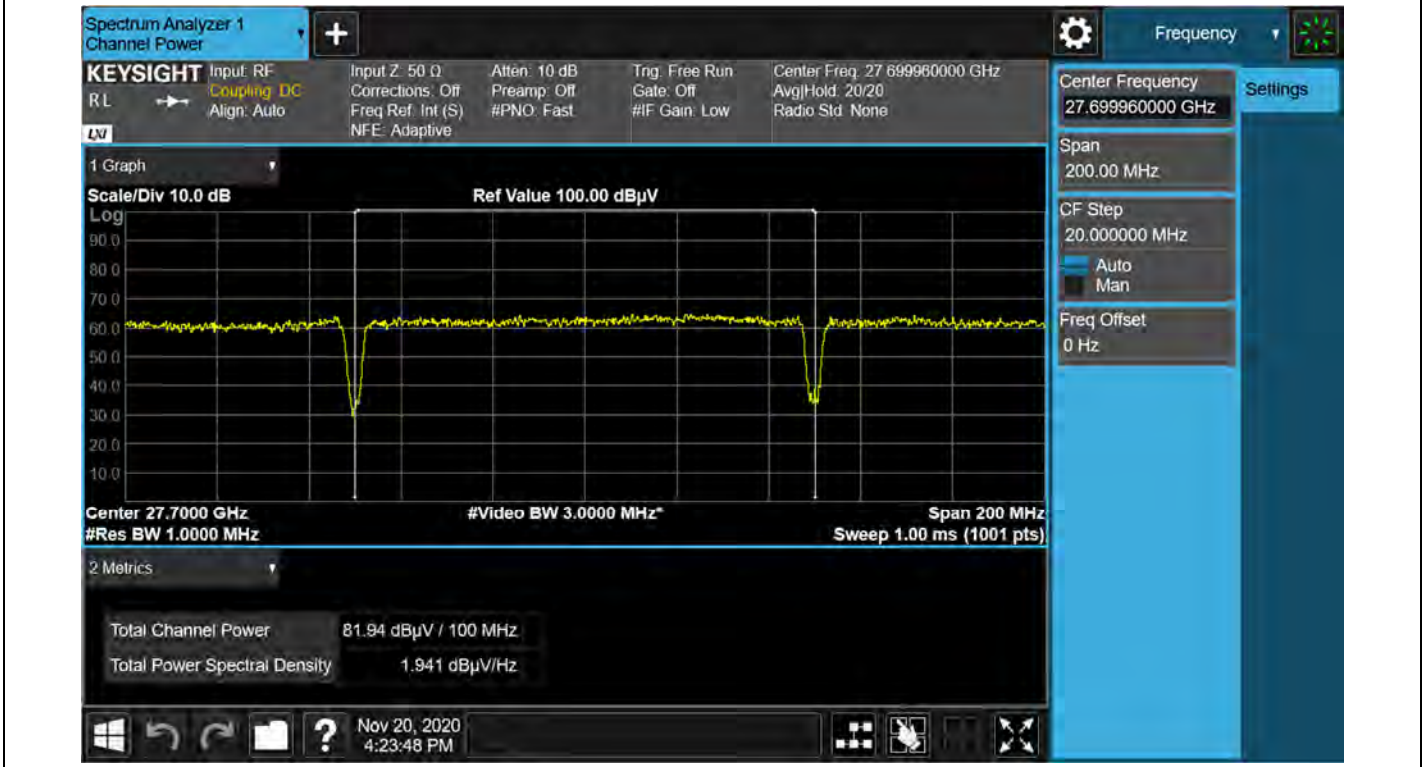 Spectrum Analyzer 1
Channel Power
+
Frequency
KEYSIGHT
RL
LXI
Input: RF
Coupling: DC
Align: Auto
Input Z: 50 Ω
Corrections: Off
Freq Ref: Int (S)
NFE: Adaptive
Atten: 10 dB
Preamp: Off
#PNO: Fast
Trig: Free Run
Gate: Off
#IF Gain: Low
Center Freq: 27.699960000 GHz
Avg|Hold: 20/20
Radio Std: None
Center Frequency
27.699960000 GHz
Settings
Span
200.00 MHz
CF Step
20.000000 MHz
Auto
Man
Freq Offset
0 Hz
1 Graph
Scale/Div 10.0 dB
Ref Value 100.00 dBµV
Log
90.0
80.0
70.0
60.0
50.0
40.0
30.0
20.0
10.0
Center 27.7000 GHz
#Video BW 3.0000 MHz*
Span 200 MHz
#Res BW 1.0000 MHz
Sweep 1.00 ms (1001 pts)
2 Metrics
Total Channel Power 81.94 dBµV / 100 MHz
Total Power Spectral Density 1.941 dBµV/Hz
?
Nov 20, 2020
4:23:48 PM